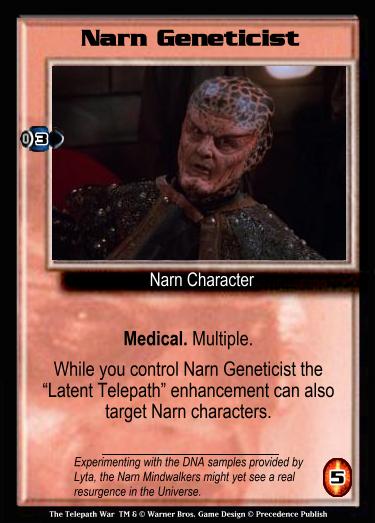 Narn Geneticist
0 3
Narn Character
Medical. Multiple.
While you control Narn Geneticist the
“Latent Telepath” enhancement can also
target Narn characters.
Experimenting with the DNA samples provided by
Lyta, the Narn Mindwalkers might yet see a real
resurgence in the Universe.
5
The Telepath War TM & © Warner Bros. Game Design © Precedence Publish